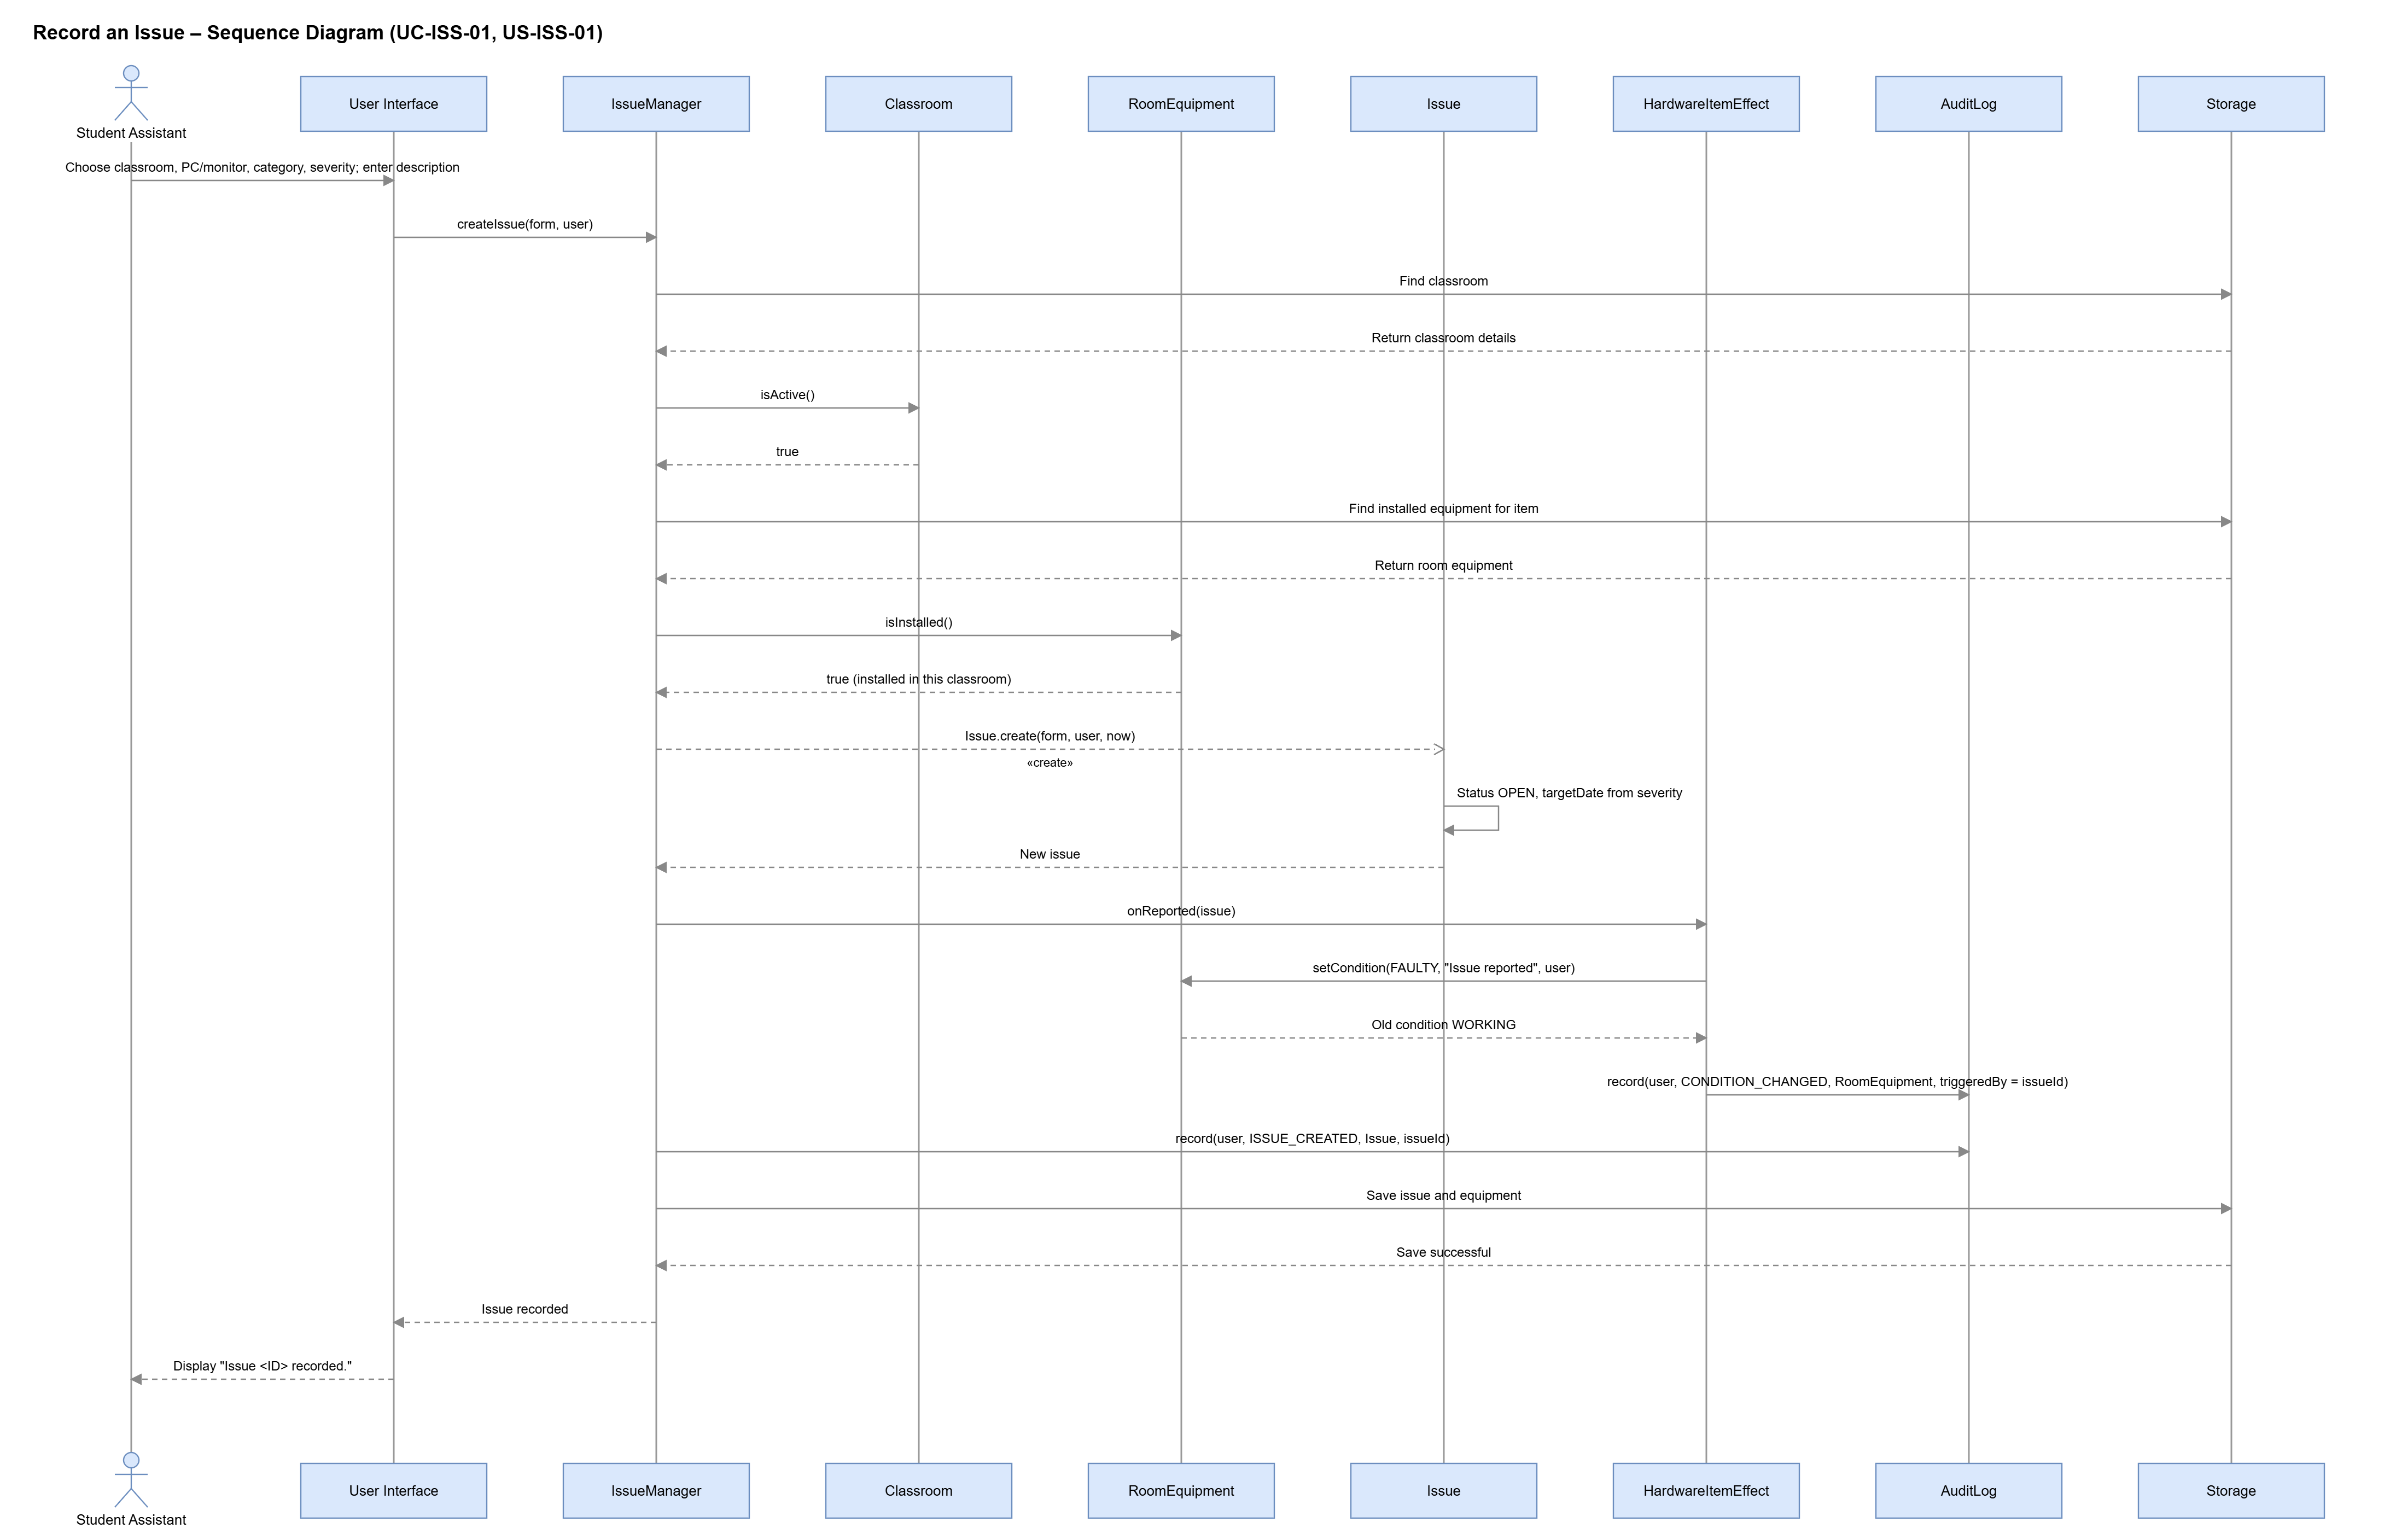 Record an Issue – Sequence Diagram (UC-ISS-01, US-ISS-01)
Student Assistant
User Interface
IssueManager
Classroom
RoomEquipment
Issue
HardwareItemEffect
AuditLog
Storage
Choose classroom, PC/monitor, category, severity; enter description
createIssue(form, user)
Find classroom
Return classroom details
isActive()
true
Find installed equipment for item
Return room equipment
isInstalled()
true (installed in this classroom)
Issue.create(form, user, now)
«create»
Status OPEN, targetDate from severity
New issue
onReported(issue)
setCondition(FAULTY, "Issue reported", user)
Old condition WORKING
record(user, CONDITION_CHANGED, RoomEquipment, triggeredBy = issueId)
record(user, ISSUE_CREATED, Issue, issueId)
Save issue and equipment
Save successful
Issue recorded
Display "Issue <ID> recorded."
Student Assistant
User Interface
IssueManager
Classroom
RoomEquipment
Issue
HardwareItemEffect
AuditLog
Storage